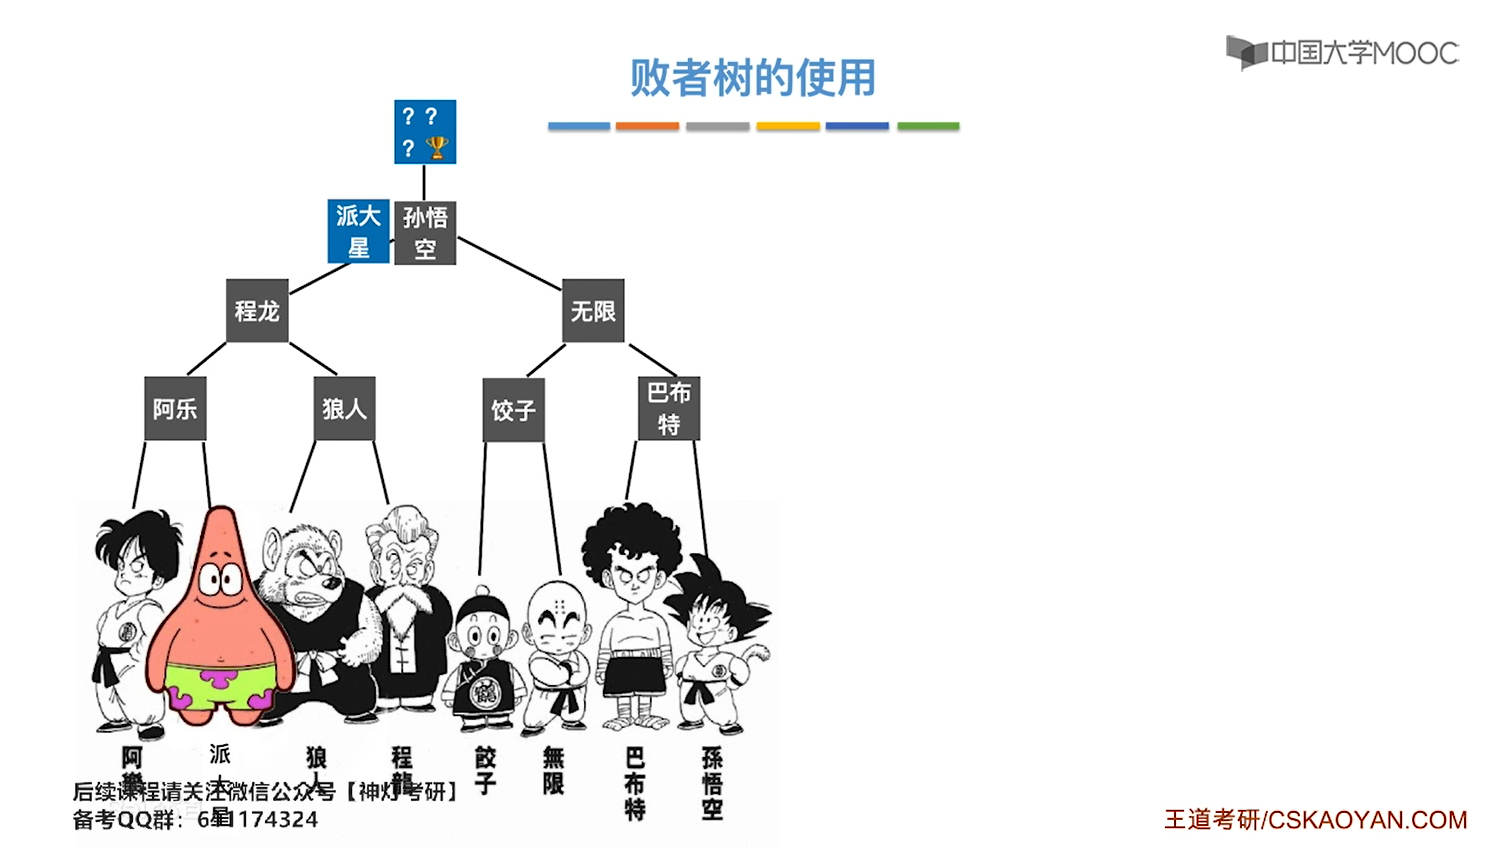 中国大学MOOC
败者树的使用
? ?
?
派大
星
孙悟
空
程龙
无限
阿乐
狼人
饺子
巴布
特
阿樂
派大星
狼人
程龍
餃子
無限
巴布特
孫悟空
后续课程请关注微信公众号【神灯考研】
备考QQ群：611174324
王道考研/CSKAOYAN.COM